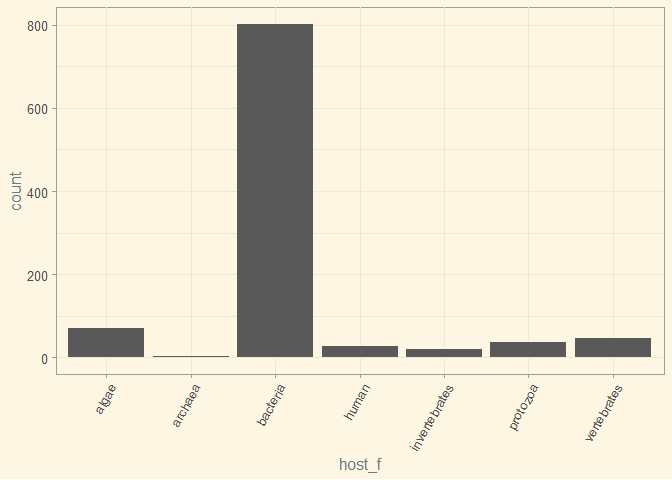 800
600
400
200
0
count
algae
archaea
bacteria
human
invertebrates
protozoa
vertebrates
host_f